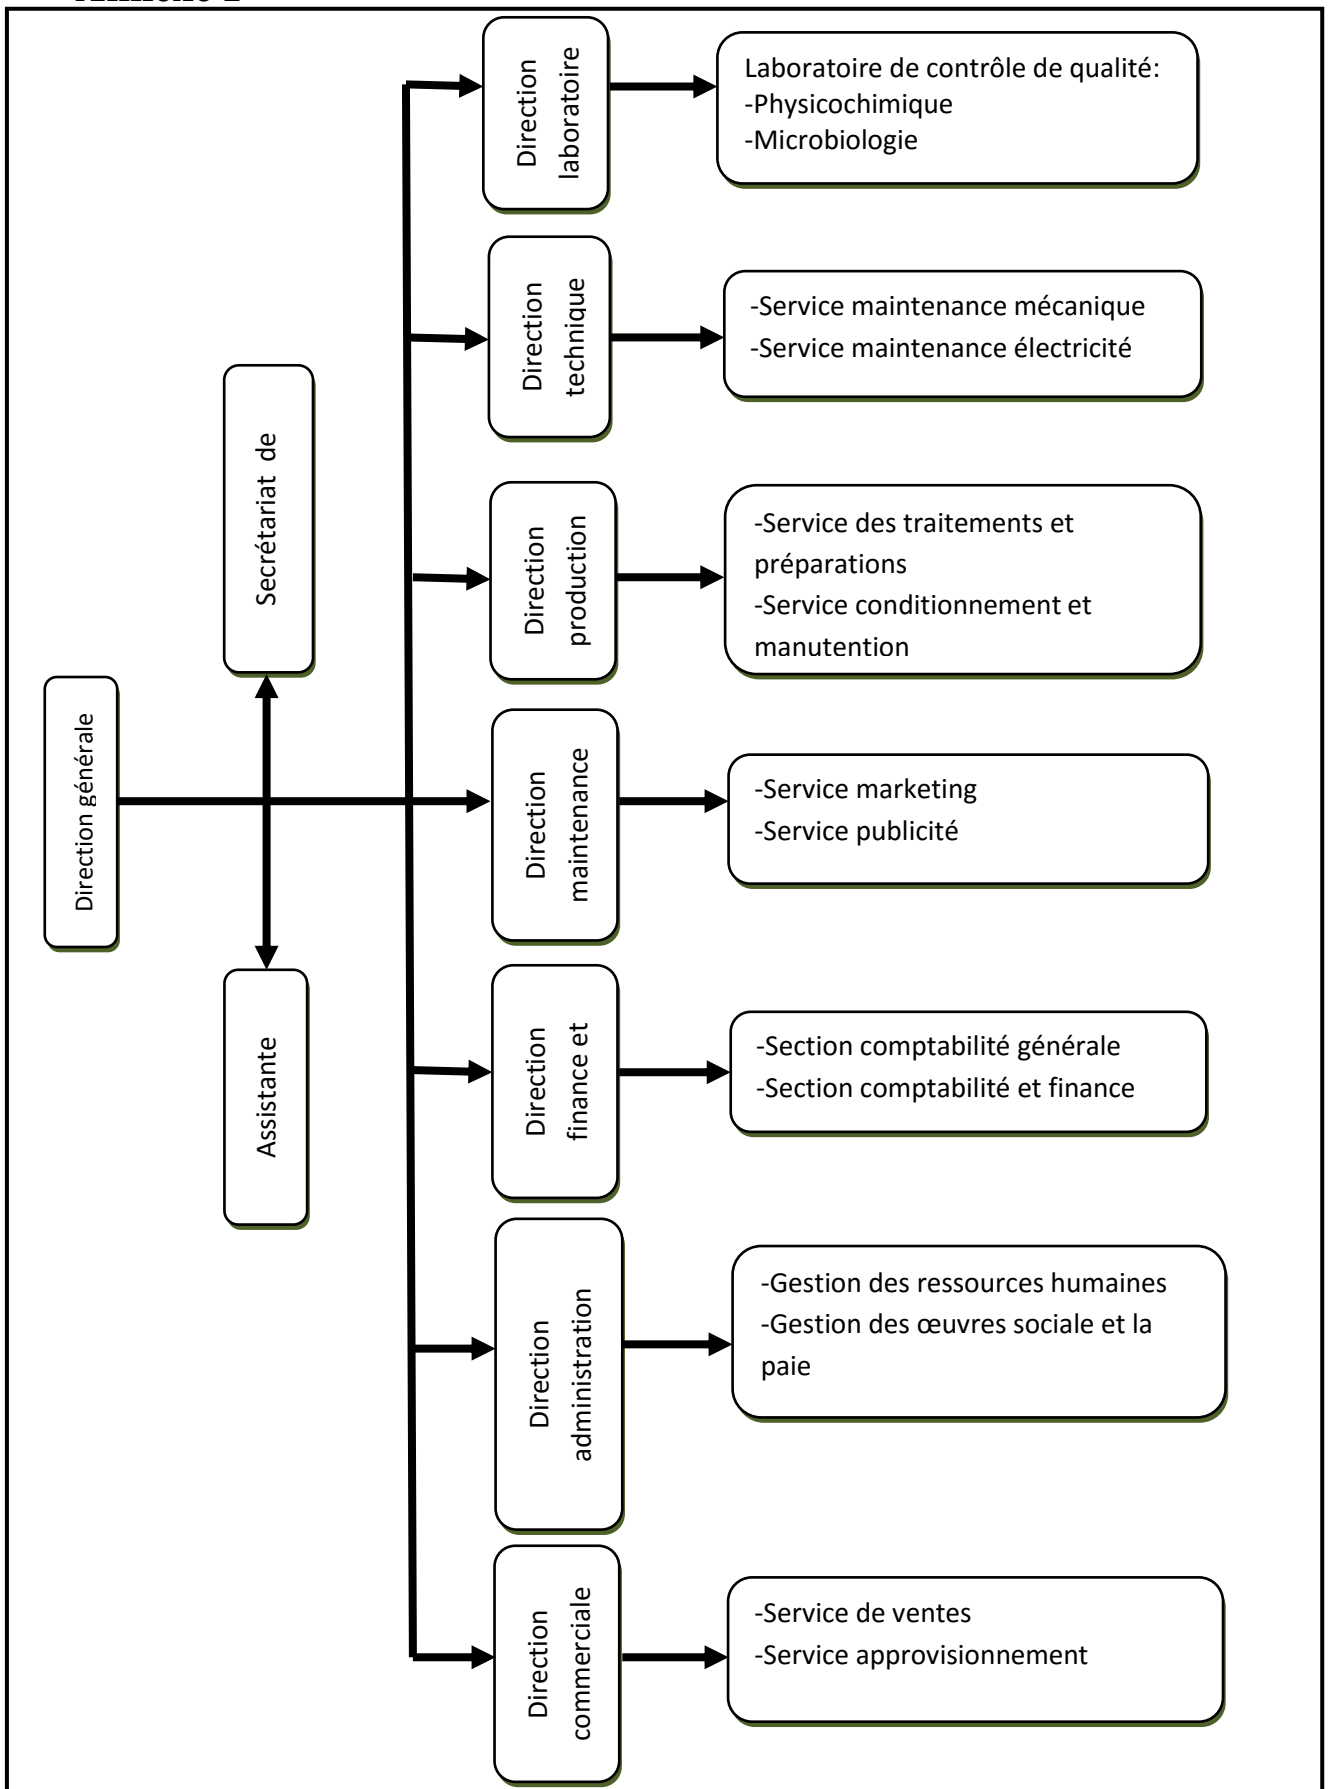 Direction
laboratoire
Laboratoire de contrôle de qualité:
-Physicochimique
-Microbiologie
Direction
technique
-Service maintenance mécanique
-Service maintenance électricité
Secrétariat de
Direction
production
-Service des traitements et
préparations
-Service conditionnement et
manutention
Direction générale
Direction
maintenance
-Service marketing
-Service publicité
Assistante
Direction
finance et
-Section comptabilité générale
-Section comptabilité et finance
Direction
administration
-Gestion des ressources humaines
-Gestion des œuvres sociale et la
paie
Direction
commerciale
-Service de ventes
-Service approvisionnement